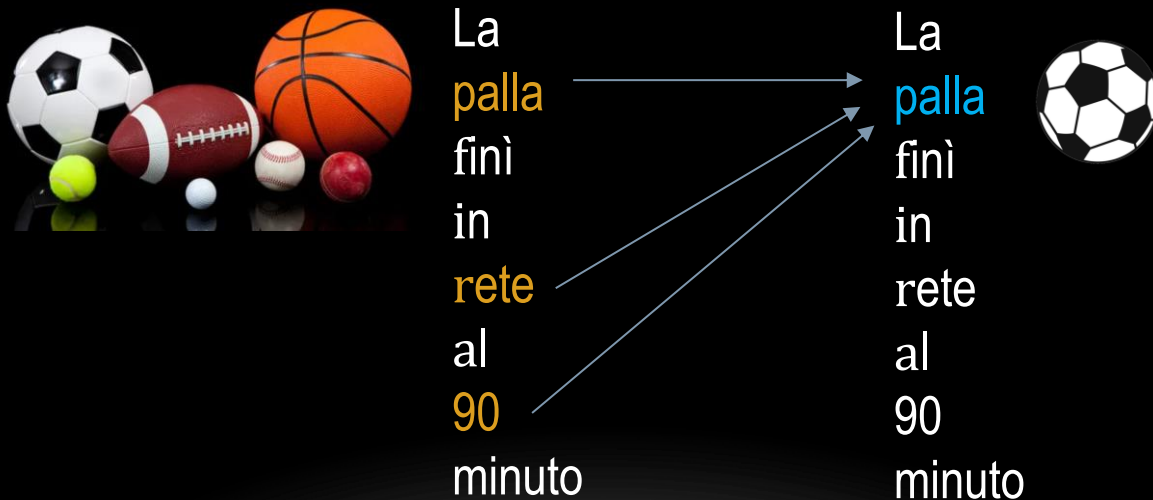 La
palla
finì
in
rete
al
90
minuto
La
palla
finì
in
rete
al
90
minuto